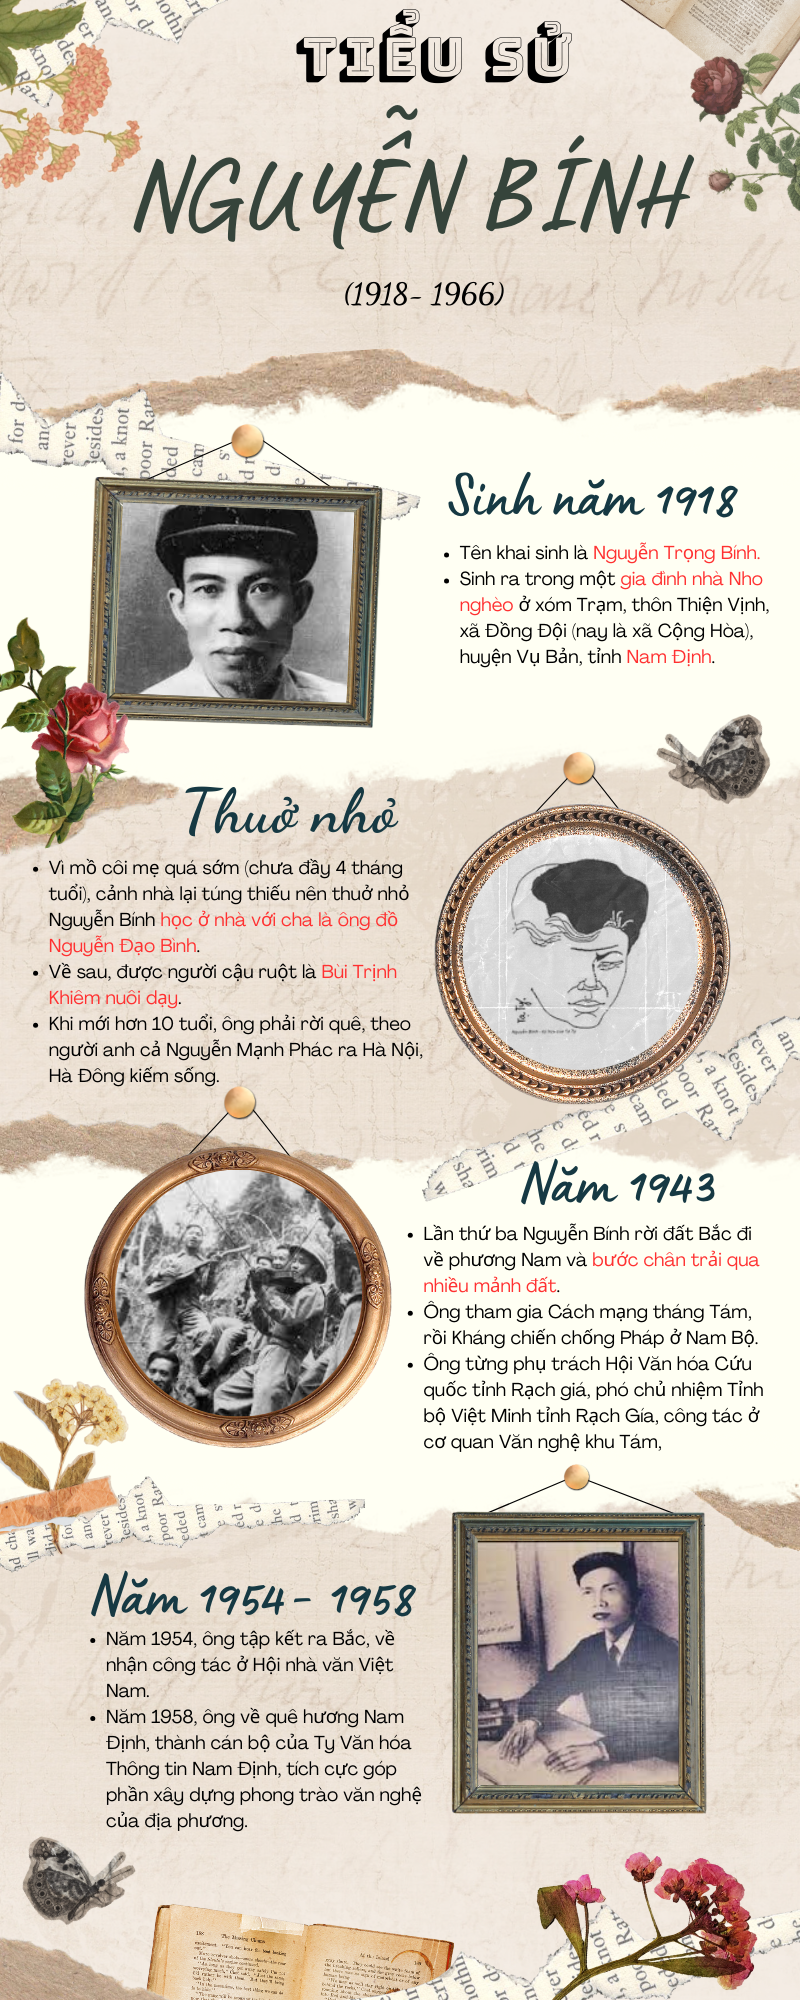 TIỂU SỬ
NGUYỄN BÍNH
(1918- 1966)
Sinh năm 1918
Tên khai sinh là Nguyễn Trọng Bính.
Sinh ra trong một gia đình nhà Nho
nghèo ở xóm Trạm, thôn Thiện Vịnh,
xã Đồng Đội (nay là xã Cộng Hòa),
huyện Vụ Bản, tỉnh Nam Định.
Thuở nhỏ
Vì mồ côi mẹ quá sớm (chưa đầy 4 tháng
tuổi), cảnh nhà lại túng thiếu nên thuở nhỏ
Nguyễn Bính học ở nhà với cha là ông đồ
Nguyễn Đạo Bình.
Về sau, được người cậu ruột là Bùi Trịnh
Khiêm nuôi dạy.
Khi mới hơn 10 tuổi, ông phải rời quê, theo
người anh cả Nguyễn Mạnh Phác ra Hà Nội,
Hà Đông kiếm sống.
Năm 1943
Lần thứ ba Nguyễn Bính rời đất Bắc đi
về phương Nam và bước chân trải qua
nhiều mảnh đất.
Ông tham gia Cách mạng tháng Tám,
rồi Kháng chiến chống Pháp ở Nam Bộ.
Ông từng phụ trách Hội Văn hóa Cứu
quốc tỉnh Rạch giá, phó chủ nhiệm Tỉnh
bộ Việt Minh tỉnh Rạch Gía, công tác ở
cơ quan Văn nghệ khu Tám,
Năm 1954- 1958
Năm 1954, ông tập kết ra Bắc, về
nhận công tác ở Hội nhà văn Việt
Nam.
Năm 1958, ông về quê hương Nam
Định, thành cán bộ của Ty Văn hóa
Thông tin Nam Định, tích cực góp
phần xây dựng phong trào văn nghệ
của địa phương.